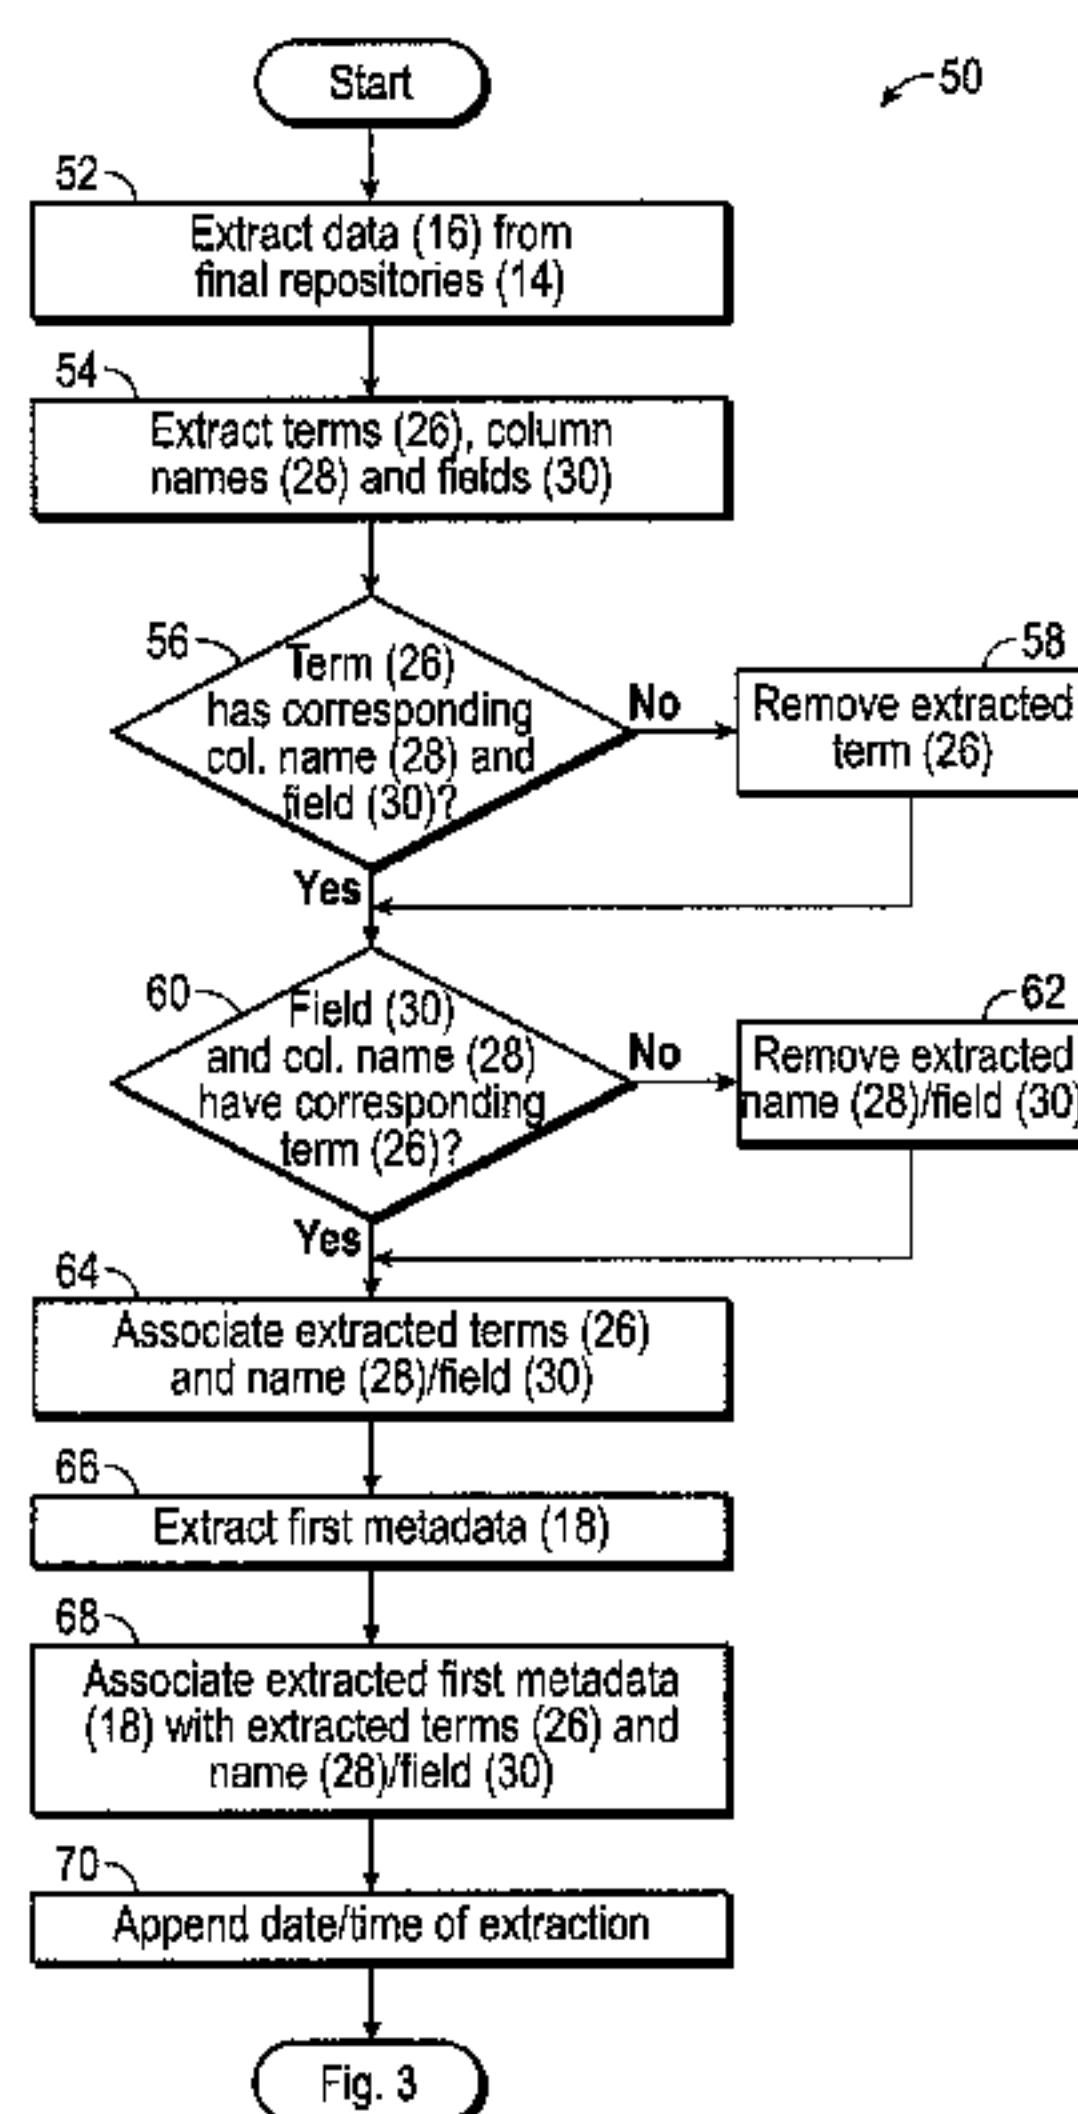 Start
50
52
Extract data (16) from
final repositories (14)
54
Extract terms (26), column
names (28) and fields (30)
56
Term (26)
has corresponding
col. name (28) and
field (30)?
No
58
Remove extracted
term (26)
Yes
60
Field (30)
and col. name (28)
have corresponding
term (26)?
No
62
Remove extracted
name (28)/field (30)
Yes
64
Associate extracted terms (26)
and name (28)/field (30)
66
Extract first metadata (18)
68
Associate extracted first metadata
(18) with extracted terms (26) and
name (28)/field (30)
70
Append date/time of extraction
Fig. 3